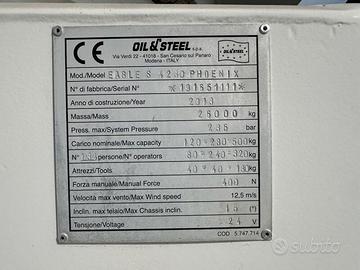 CE OIL&STEEL S.p.A.
Via Verdi 22 - 41018 - San Cesario sul Panaro
Modena - ITALY
OIL&STEEL
Mod./Model EAGLE S 4240 PHOENIX
N° di fabbrica/Serial N° *131851111*
Anno di costruzione/Year 2013
Massa/Mass 26000 kg
Press. max/System Pressure 235 bar
Carico nominale/Max capacity 120-280-500 kg
N° persone/N° operators 80-240-320 kg
Attrezzi/Tools 40-40-180 kg
Forza manuale/Manual Force 400 N
Velocità max vento/Max Wind speed 12,5 m/s
Inclin. max telaio/Max Chassis inclin. (°)
Tensione/Voltage 24 V
COD 5.747.714
subito